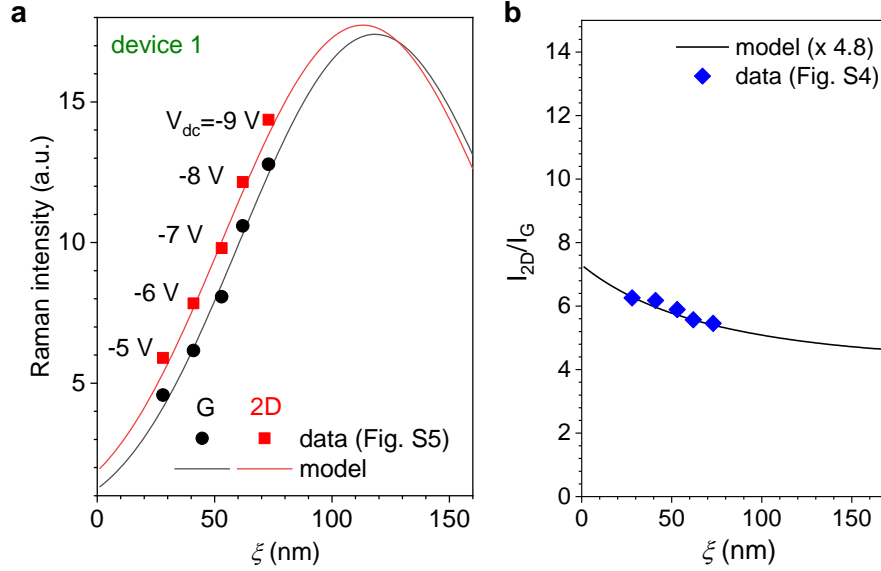 a
device 1
V_dc=-9 V
-8 V
-7 V
-6 V
-5 V
G 2D
data (Fig. S5)
model
Raman intensity (a.u.)
15
10
5
0 50 100 150
ξ (nm)
b
model (x 4.8)
data (Fig. S4)
I_2D/I_G
14
12
10
8
6
4
2
0
0 50 100 150
ξ (nm)